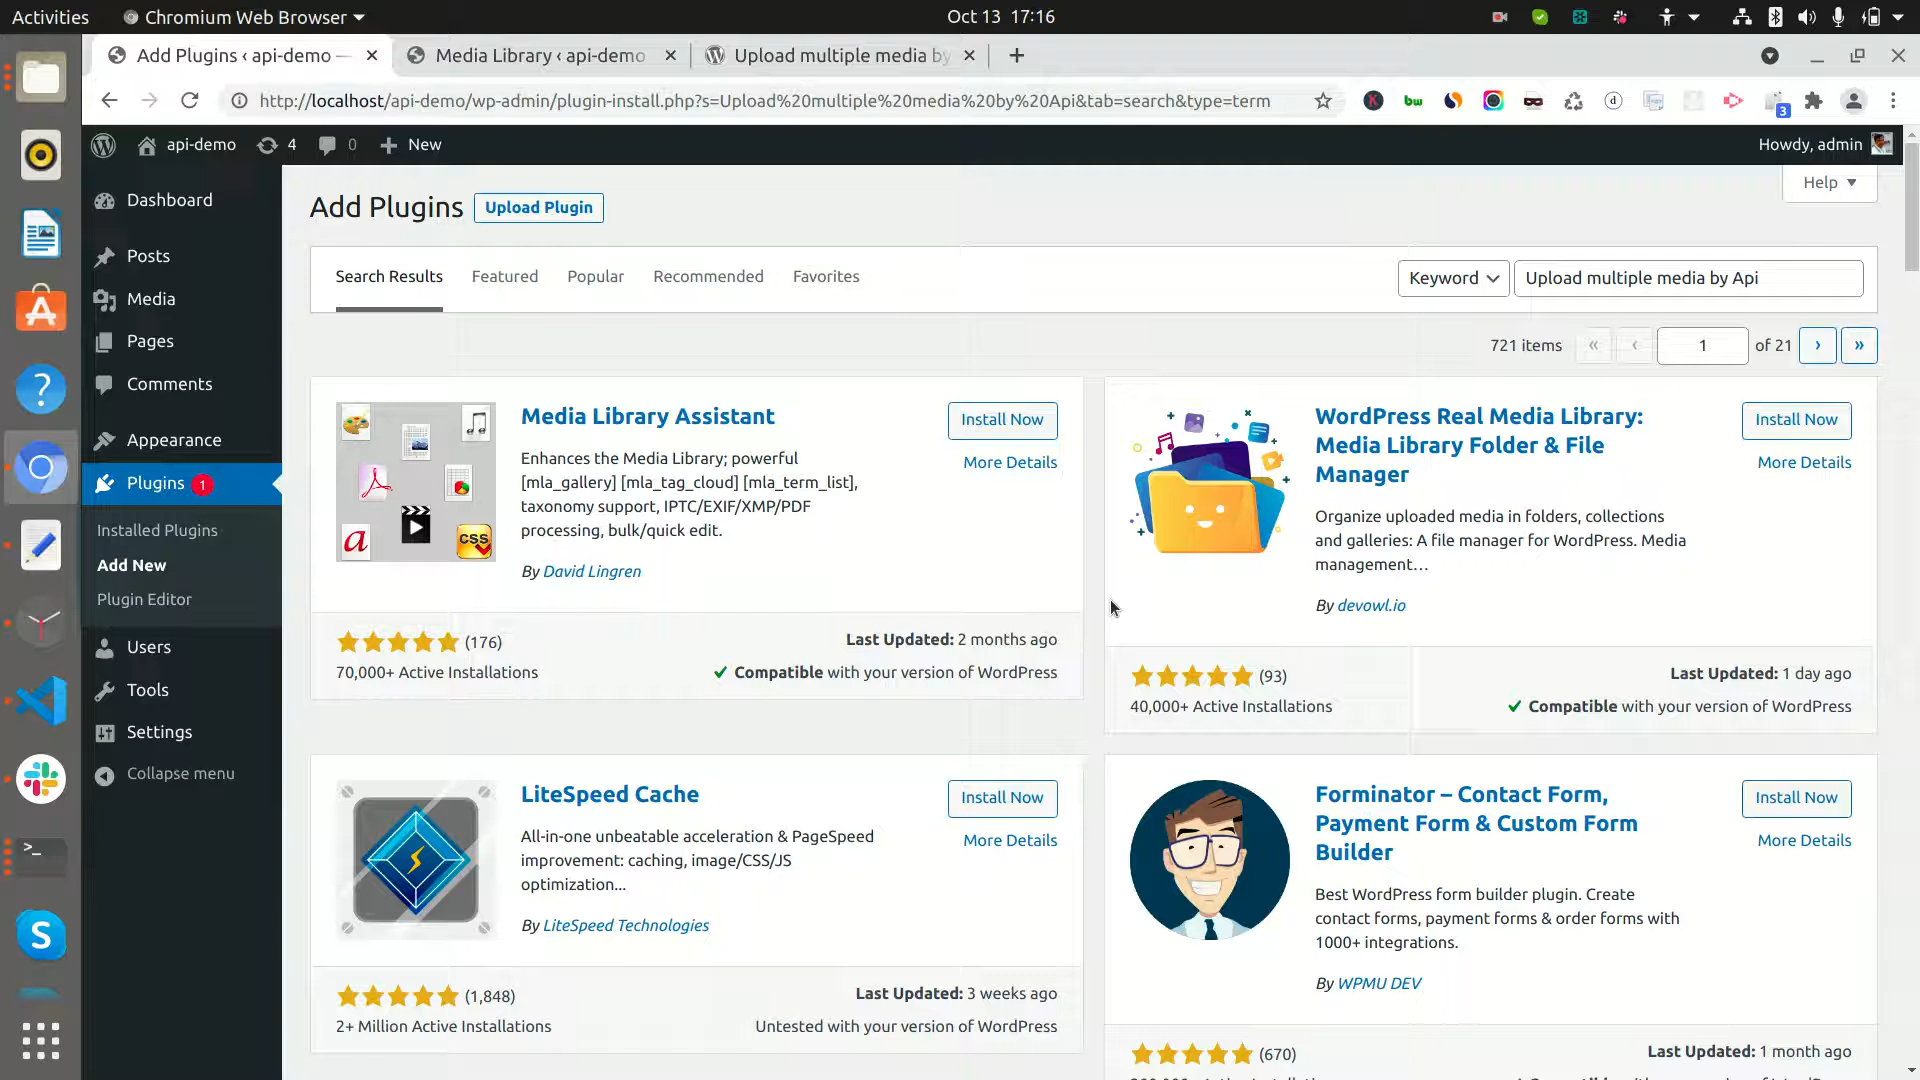 Activities
Chromium Web Browser
Oct 13 17:16
Add Plugins ‹ api-demo —
Media Library ‹ api-demo
Upload multiple media by
http://localhost/api-demo/wp-admin/plugin-install.php?s=Upload%20multiple%20media%20by%20Api&tab=search&type=term
K
bw
d
3
api-demo
4
0
New
Howdy, admin
Help
Dashboard
Posts
Media
Pages
Comments
Appearance
Plugins 1
Installed Plugins
Add New
Plugin Editor
Users
Tools
Settings
Collapse menu
Add Plugins
Upload Plugin
Search Results
Featured
Popular
Recommended
Favorites
Keyword
Upload multiple media by Api
721 items
«
‹
1
of 21
›
»
Media Library Assistant
Enhances the Media Library; powerful
[mla_gallery] [mla_tag_cloud] [mla_term_list],
taxonomy support, IPTC/EXIF/XMP/PDF
processing, bulk/quick edit.
By David Lingren
Install Now
More Details
a
CSS
(176)
70,000+ Active Installations
Last Updated: 2 months ago
Compatible with your version of WordPress
WordPress Real Media Library:
Media Library Folder & File
Manager
Organize uploaded media in folders, collections
and galleries: A file manager for WordPress. Media
management…
By devowl.io
Install Now
More Details
(93)
40,000+ Active Installations
Last Updated: 1 day ago
Compatible with your version of WordPress
LiteSpeed Cache
All-in-one unbeatable acceleration & PageSpeed
improvement: caching, image/CSS/JS
optimization...
By LiteSpeed Technologies
Install Now
More Details
(1,848)
2+ Million Active Installations
Last Updated: 3 weeks ago
Untested with your version of WordPress
Forminator – Contact Form,
Payment Form & Custom Form
Builder
Best WordPress form builder plugin. Create
contact forms, payment forms & order forms with
1000+ integrations.
By WPMU DEV
Install Now
More Details
(670)
Last Updated: 1 month ago